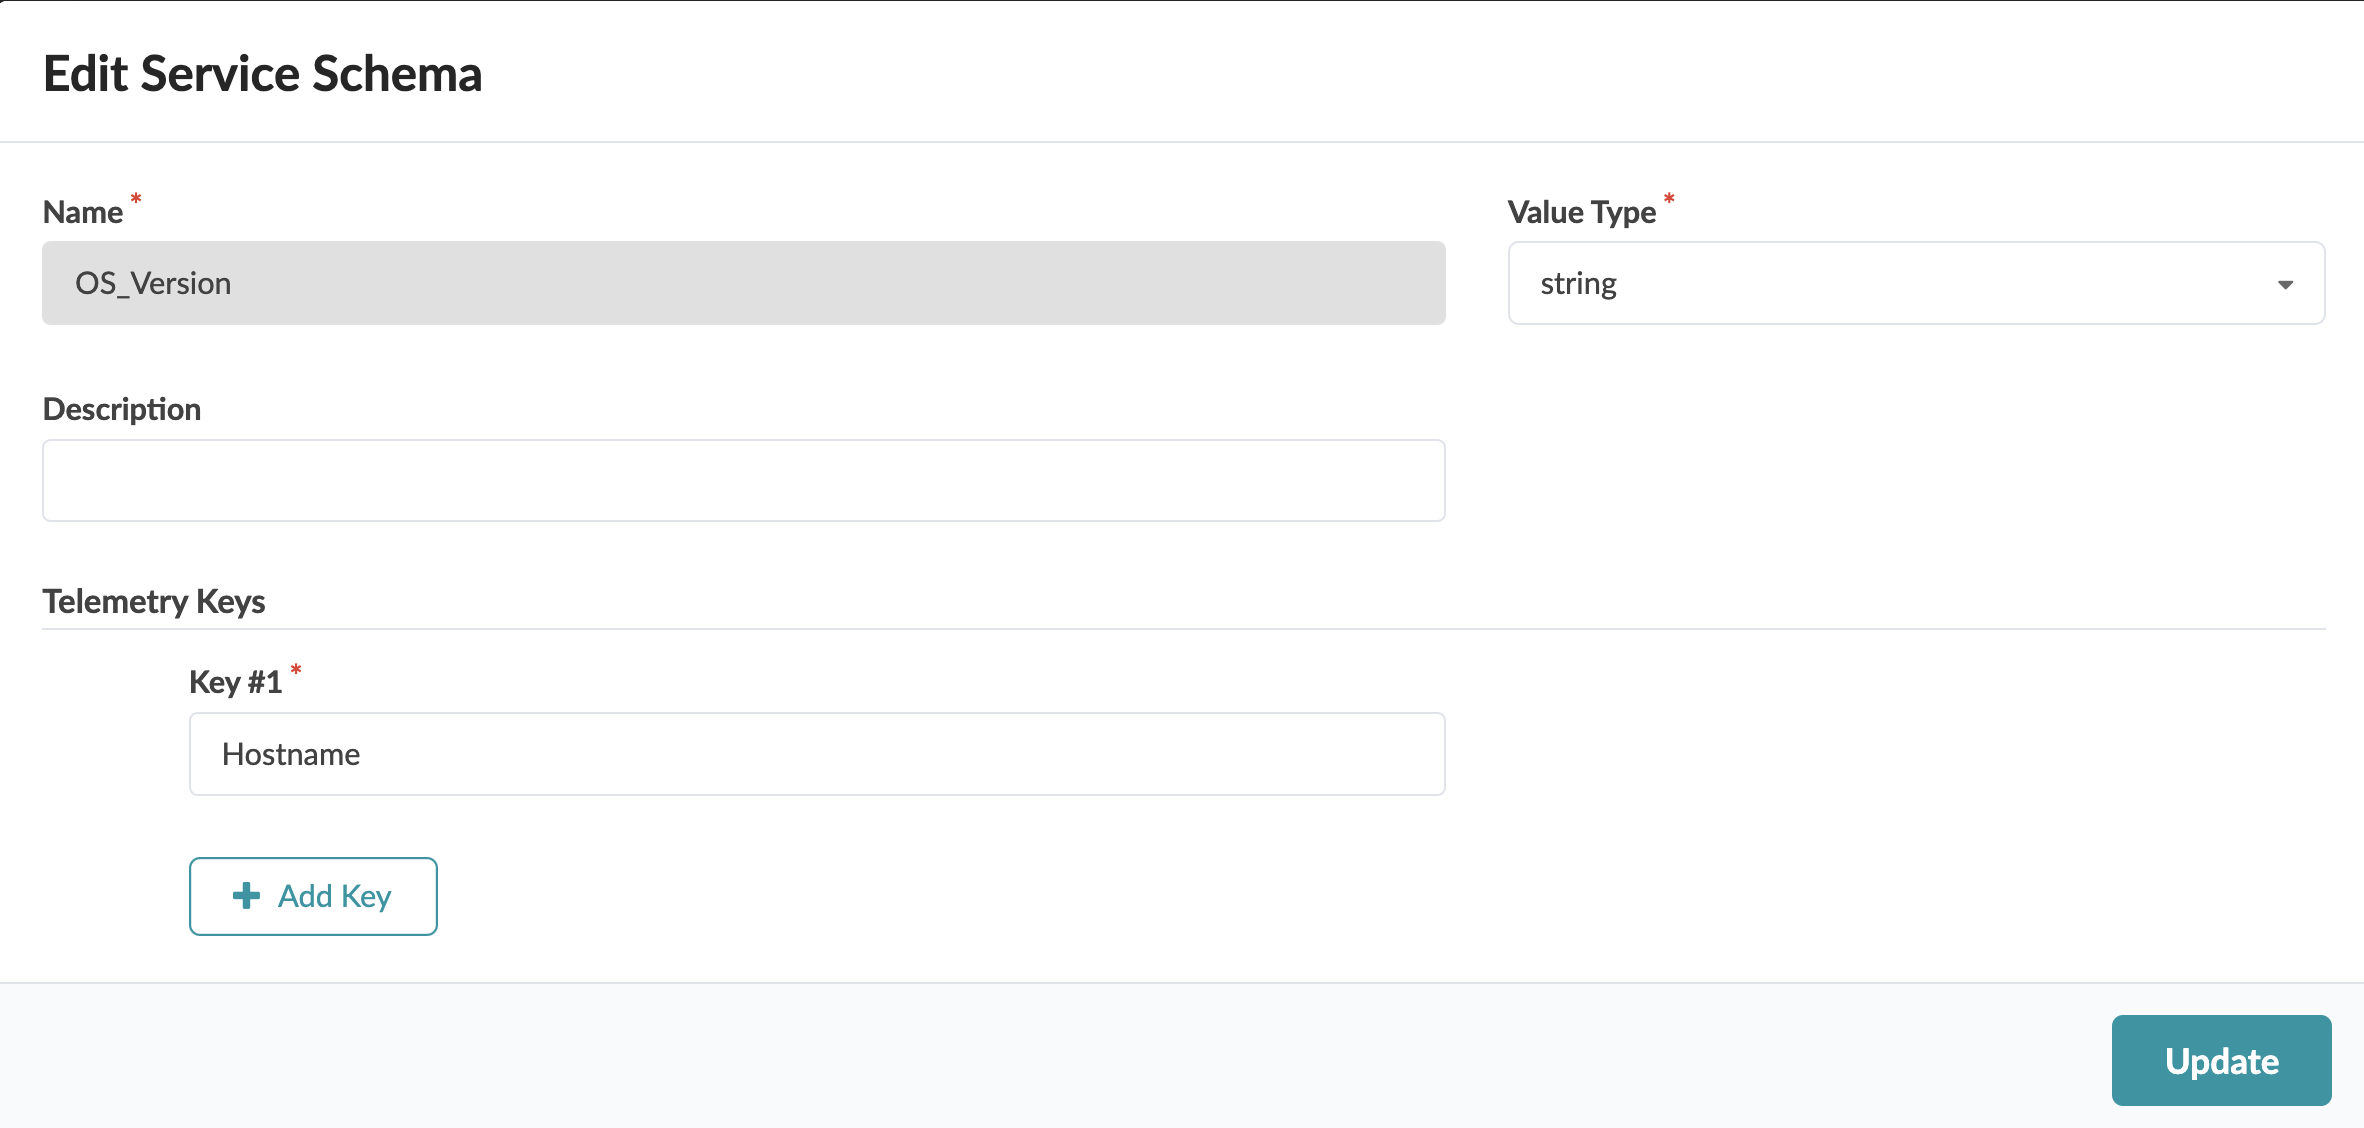 Edit Service Schema
Name *
Value Type *
OS_Version
string
Description
Telemetry Keys
Key #1 *
Hostname
Add Key
Update